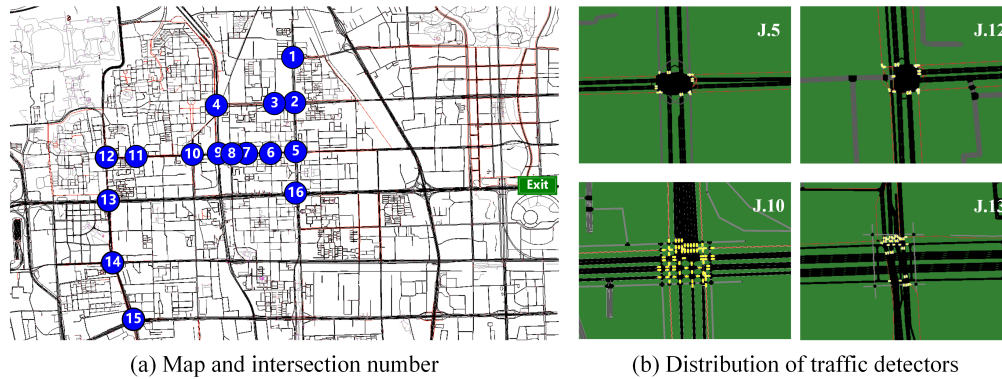 1
4
3
2
12
11
10
9
8
7
6
5
13
16
Exit
14
15
J.5
J.12
J.10
J.13
(a) Map and intersection number
(b) Distribution of traffic detectors